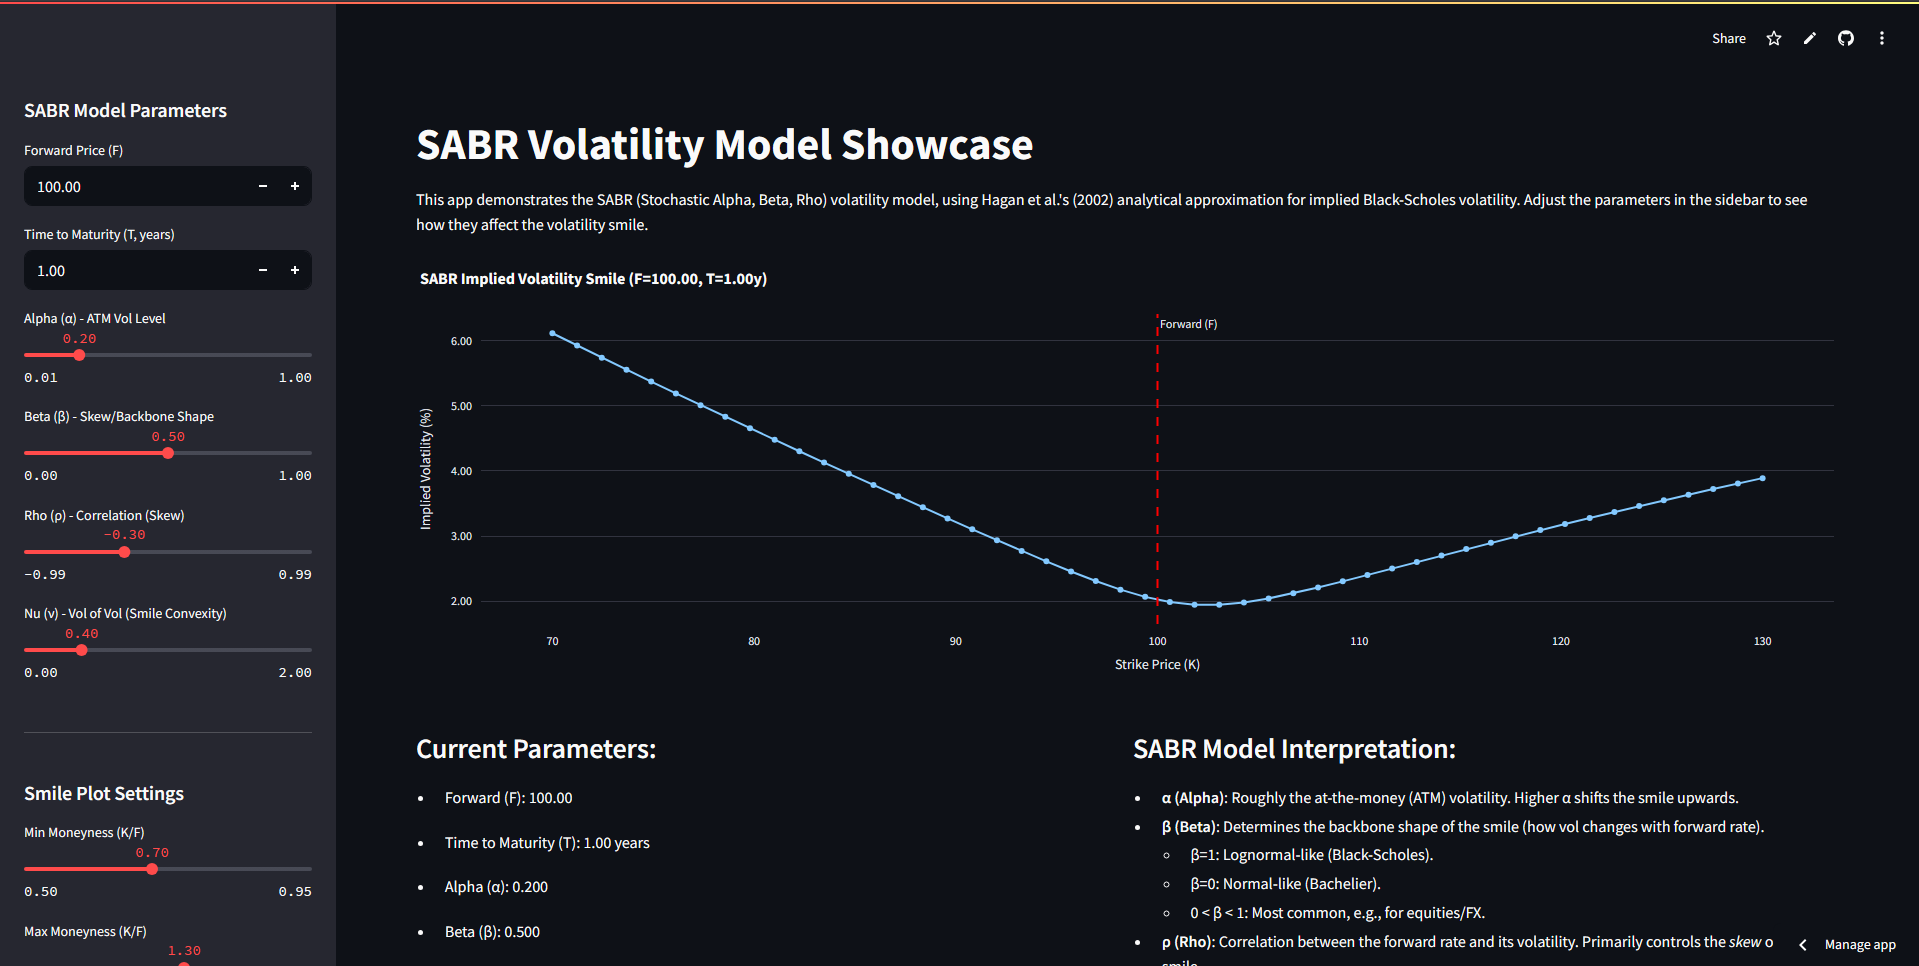 Share
SABR Model Parameters
Forward Price (F)
100.00
Time to Maturity (T, years)
1.00
Alpha (α) - ATM Vol Level
0.20
0.01 1.00
Beta (β) - Skew/Backbone Shape
0.50
0.00 1.00
Rho (ρ) - Correlation (Skew)
−0.30
−0.99 0.99
Nu (ν) - Vol of Vol (Smile Convexity)
0.40
0.00 2.00
Smile Plot Settings
Min Moneyness (K/F)
0.70
0.50 0.95
Max Moneyness (K/F)
1.30
SABR Volatility Model Showcase
This app demonstrates the SABR (Stochastic Alpha, Beta, Rho) volatility model, using Hagan et al.'s (2002) analytical approximation for implied Black-Scholes volatility. Adjust the parameters in the sidebar to see
how they affect the volatility smile.
SABR Implied Volatility Smile (F=100.00, T=1.00y)
Forward (F)
6.00
5.00
4.00
3.00
2.00
Implied Volatility (%)
70 80 90 100 110 120 130
Strike Price (K)
Current Parameters:
Forward (F): 100.00
Time to Maturity (T): 1.00 years
Alpha (α): 0.200
Beta (β): 0.500
SABR Model Interpretation:
α (Alpha): Roughly the at-the-money (ATM) volatility. Higher α shifts the smile upwards.
β (Beta): Determines the backbone shape of the smile (how vol changes with forward rate).
β=1: Lognormal-like (Black-Scholes).
β=0: Normal-like (Bachelier).
0 < β < 1: Most common, e.g., for equities/FX.
ρ (Rho): Correlation between the forward rate and its volatility. Primarily controls the skew o
Manage app